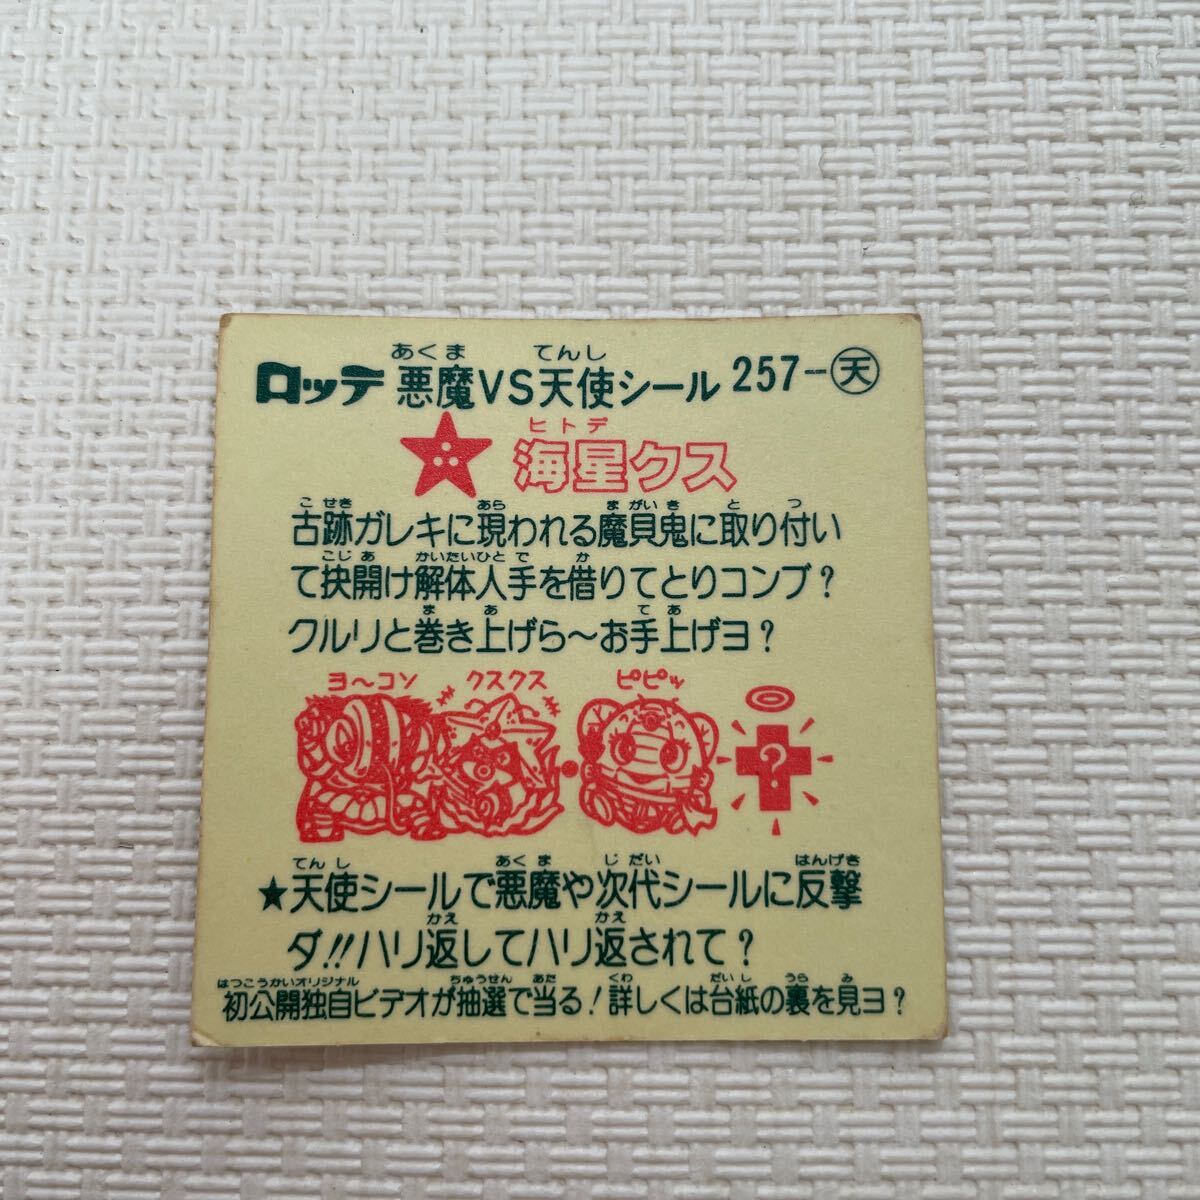 あくま てんし
ロッテ 悪魔VS天使シール 257-天
ヒトデ
海星クス
こせき あら まがいき と つ
古跡ガレキに現われる魔貝鬼に取り付い
こじあ かいたいひとで か
て抉開け解体人手を借りてとりコンブ?
ま あ てあ
クルリと巻き上げら〜お手上げヨ?
ヨ〜コン クスクス ピピッ
?
てんし あくま じだい はんげき
★天使シールで悪魔や次代シールに反撃
かえ かえ
ダ!!ハリ返してハリ返されて?
はつこうかいオリジナル ちゅうせん あた くわ だいし うら み
初公開独自ビデオが抽選で当る!詳しくは台紙の裏を見ヨ?